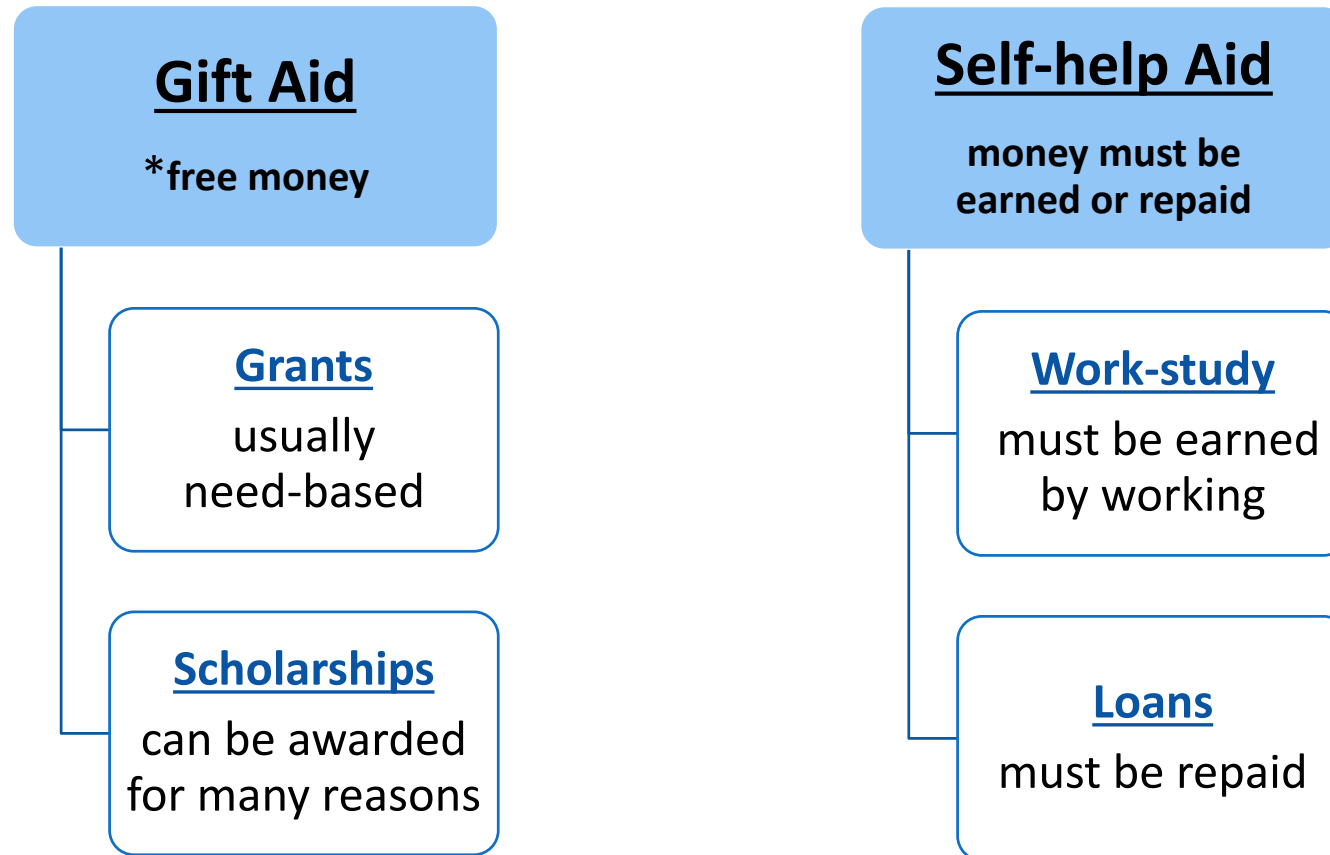 Gift Aid
*free money
Grants
usually
need-based
Scholarships
can be awarded
for many reasons
Self-help Aid
money must be
earned or repaid
Work-study
must be earned
by working
Loans
must be repaid